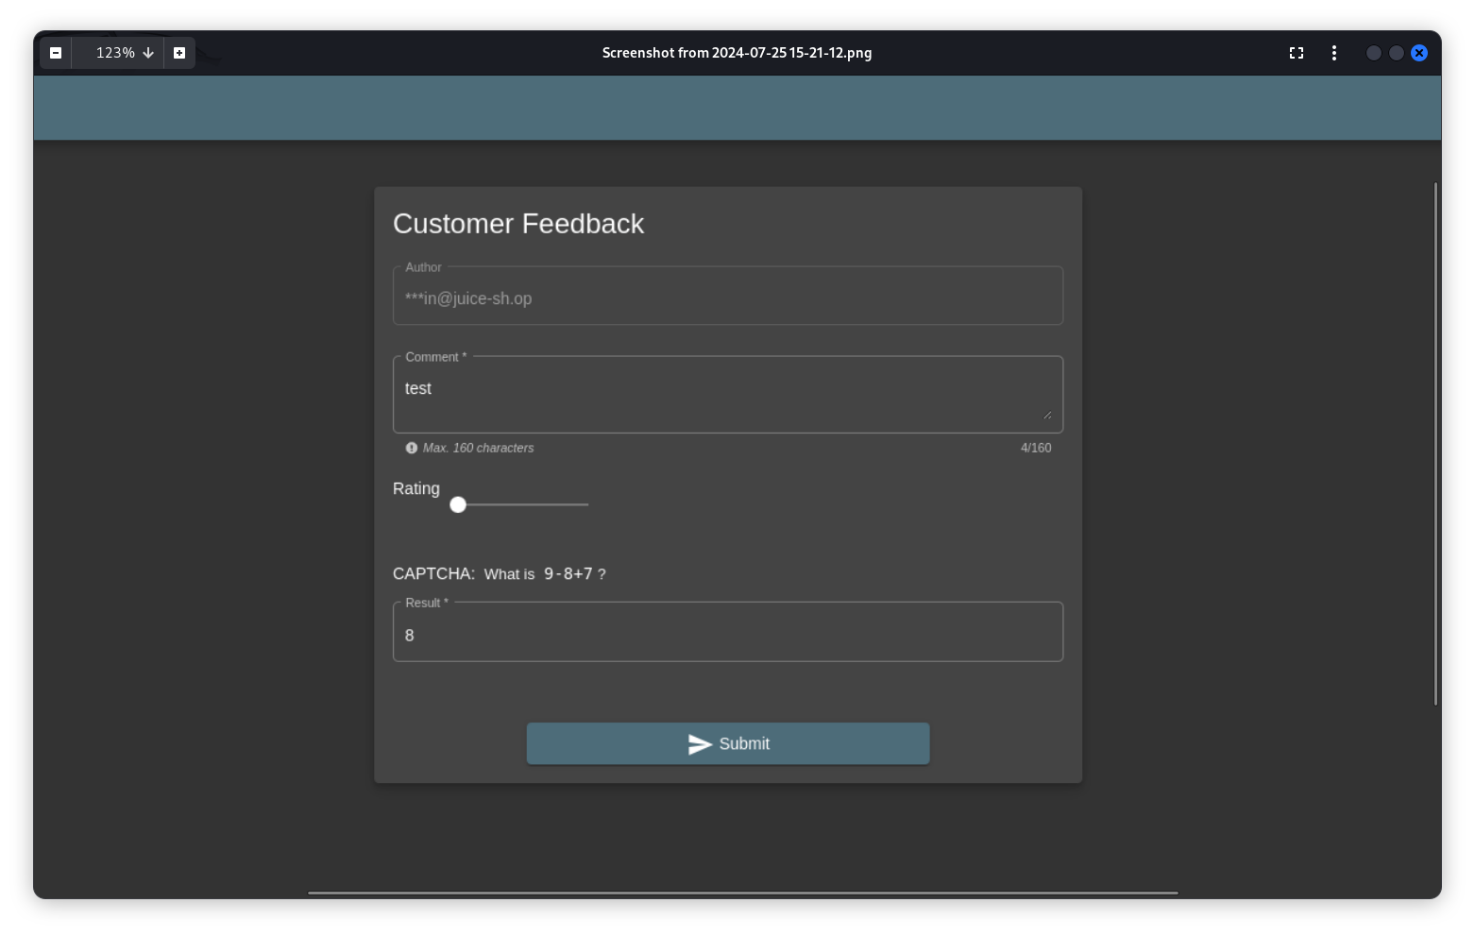 123%
Screenshot from 2024-07-25 15-21-12.png
Customer Feedback
Author
***in@juice-sh.op
Comment *
test
Max. 160 characters 4/160
Rating
CAPTCHA: What is 9-8+7 ?
Result *
8
Submit